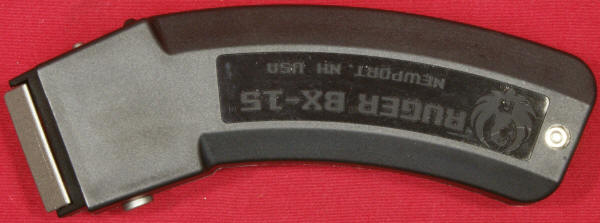 RUGER BX-15
NEWPORT, NH USA